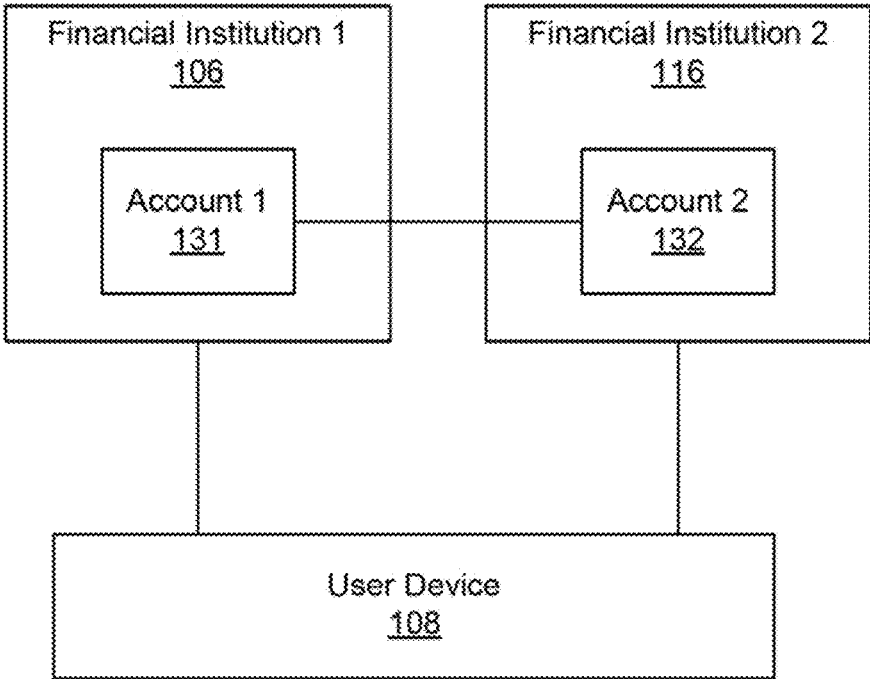 Financial Institution 1
106
Account 1
131
Financial Institution 2
116
Account 2
132
User Device
108